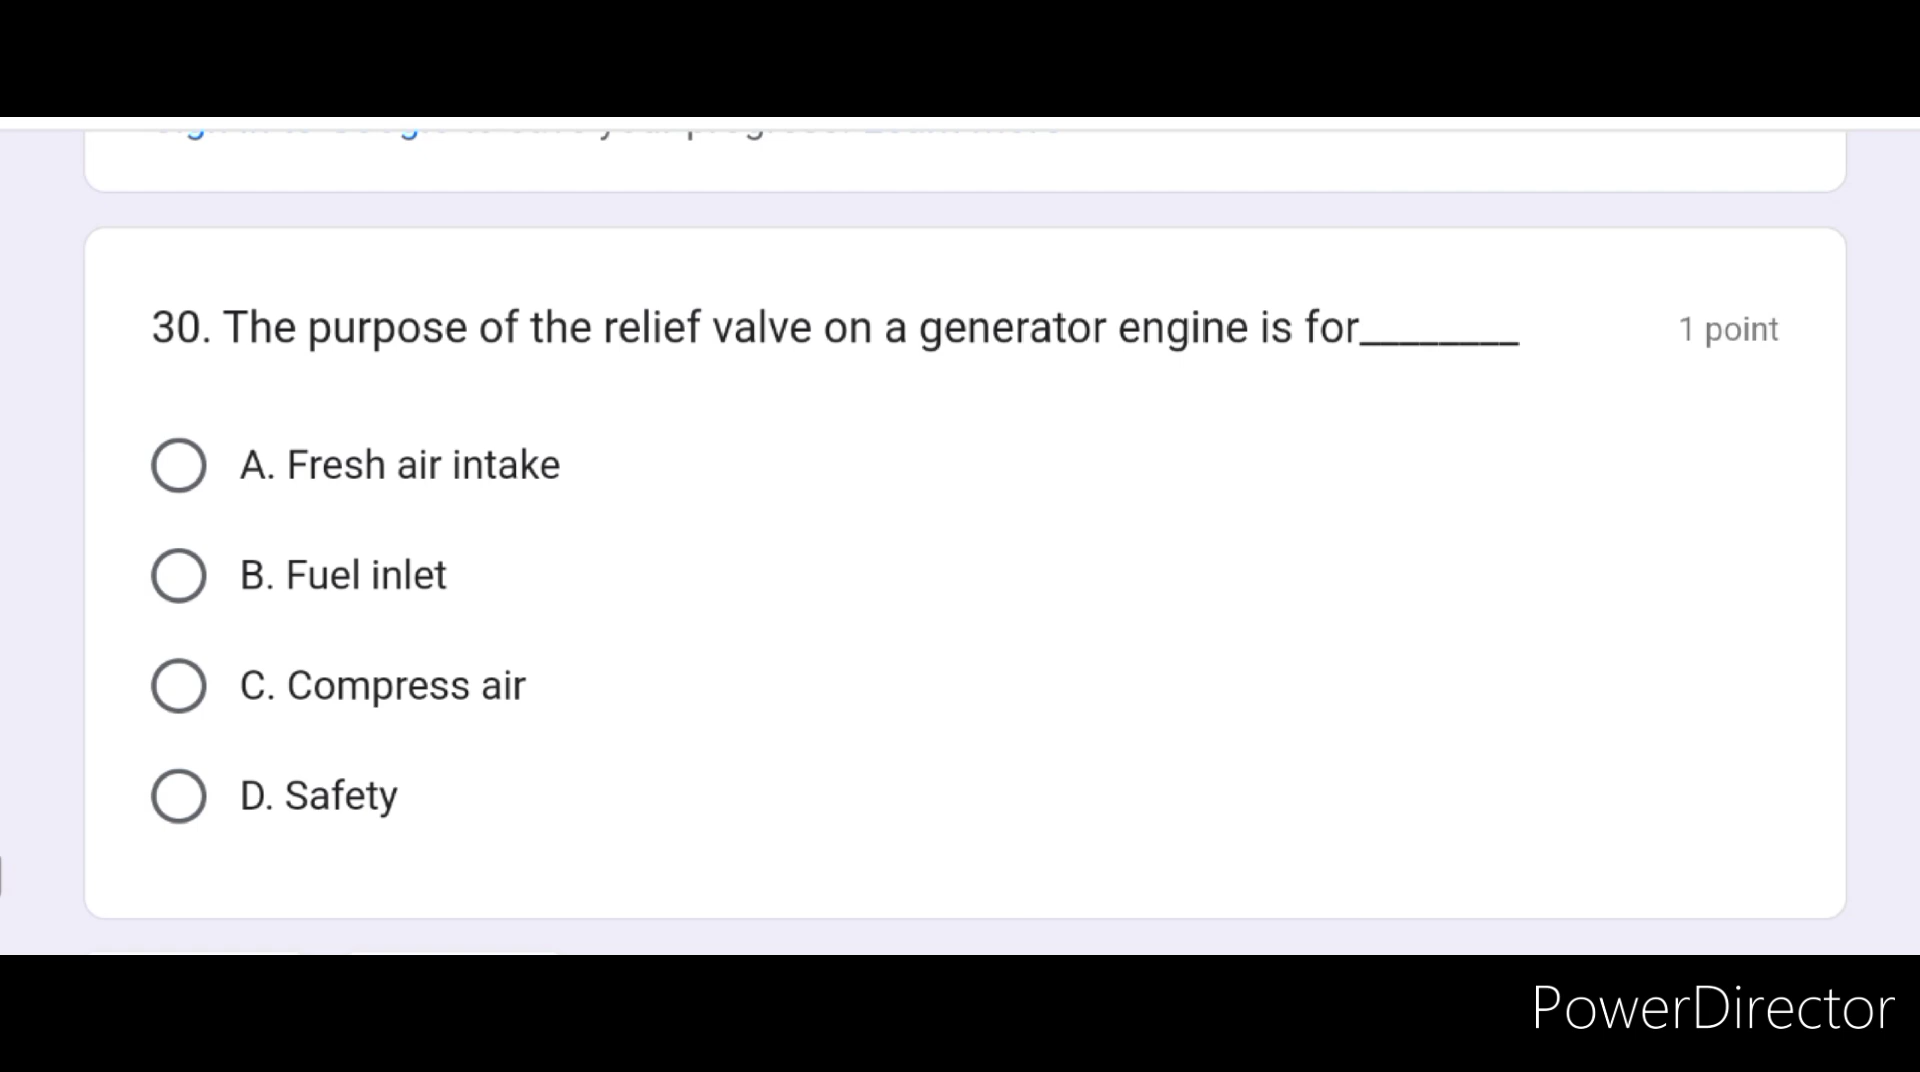 30. The purpose of the relief valve on a generator engine is for________
1 point
A. Fresh air intake
B. Fuel inlet
C. Compress air
D. Safety
PowerDirector